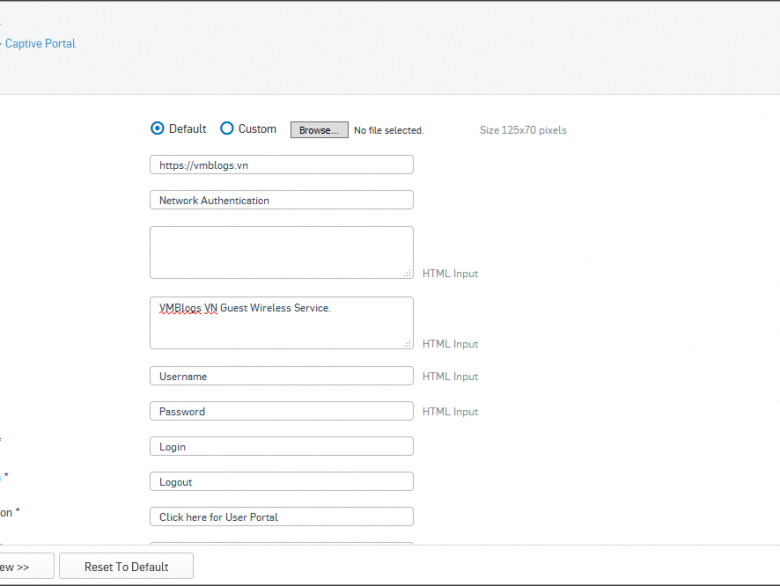 Captive Portal
Default Custom Browse... No file selected. Size 125x70 pixels
https://vmblogs.vn
Network Authentication
HTML Input
VMBlogs VN Guest Wireless Service.
HTML Input
Username HTML Input
Password HTML Input
*
Login
*
Logout
on *
Click here for User Portal
ew >> Reset To Default